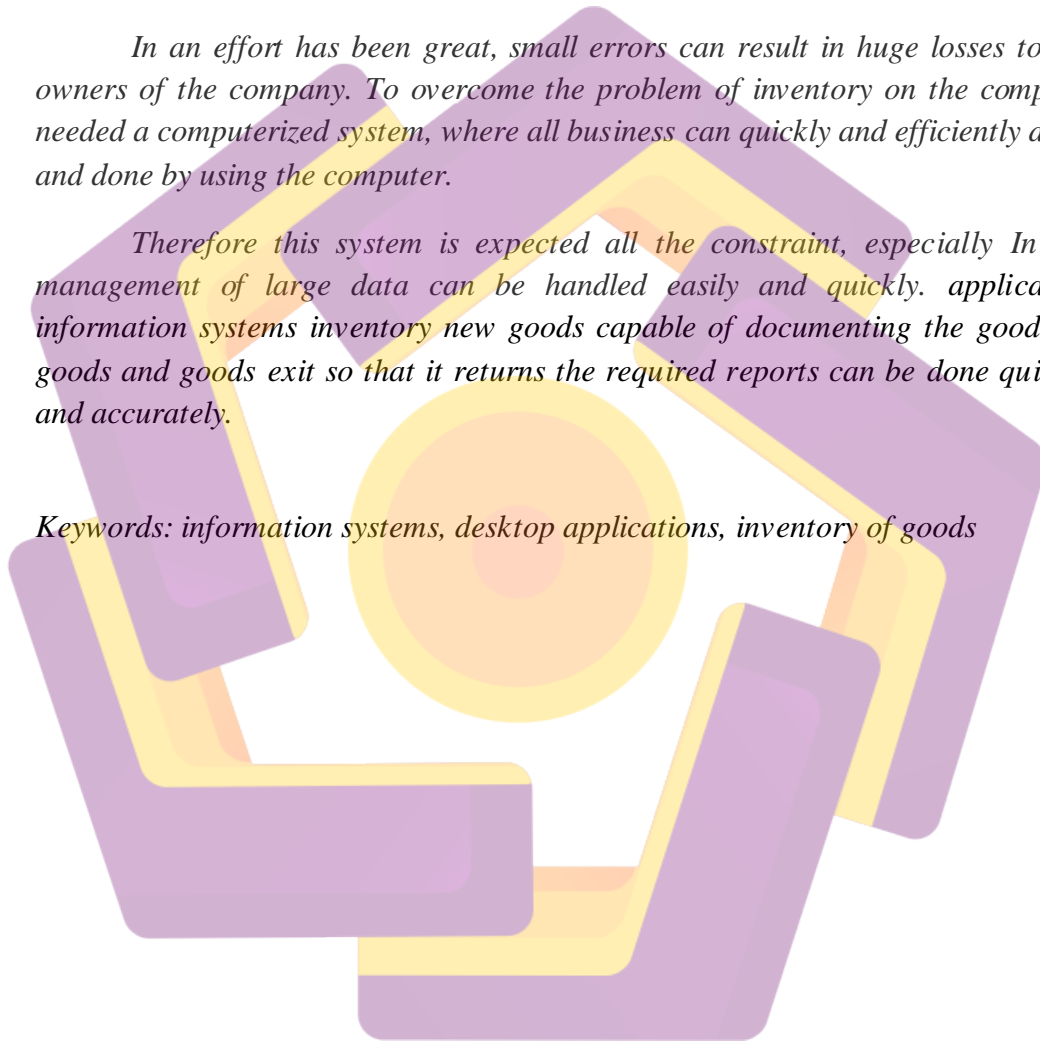 In an effort has been great, small errors can result in huge losses to
owners of the company. To overcome the problem of inventory on the comp
needed a computerized system, where all business can quickly and efficiently a
and done by using the computer.
Therefore this system is expected all the constraint, especially In
management of large data can be handled easily and quickly. applica
information systems inventory new goods capable of documenting the good
goods and goods exit so that it returns the required reports can be done qui
and accurately.
Keywords: information systems, desktop applications, inventory of goods